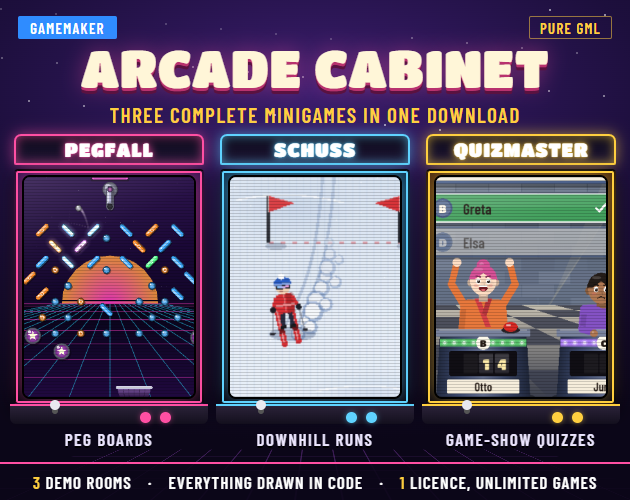 GAMEMAKER
PURE GML
ARCADE CABINET
THREE COMPLETE MINIGAMES IN ONE DOWNLOAD
PEGFALL
SCHUSS
QUIZMASTER
B Greta
D Elsa
B
14
Otto
PEG BOARDS
DOWNHILL RUNS
GAME-SHOW QUIZZES
3 DEMO ROOMS · EVERYTHING DRAWN IN CODE · 1 LICENCE, UNLIMITED GAMES